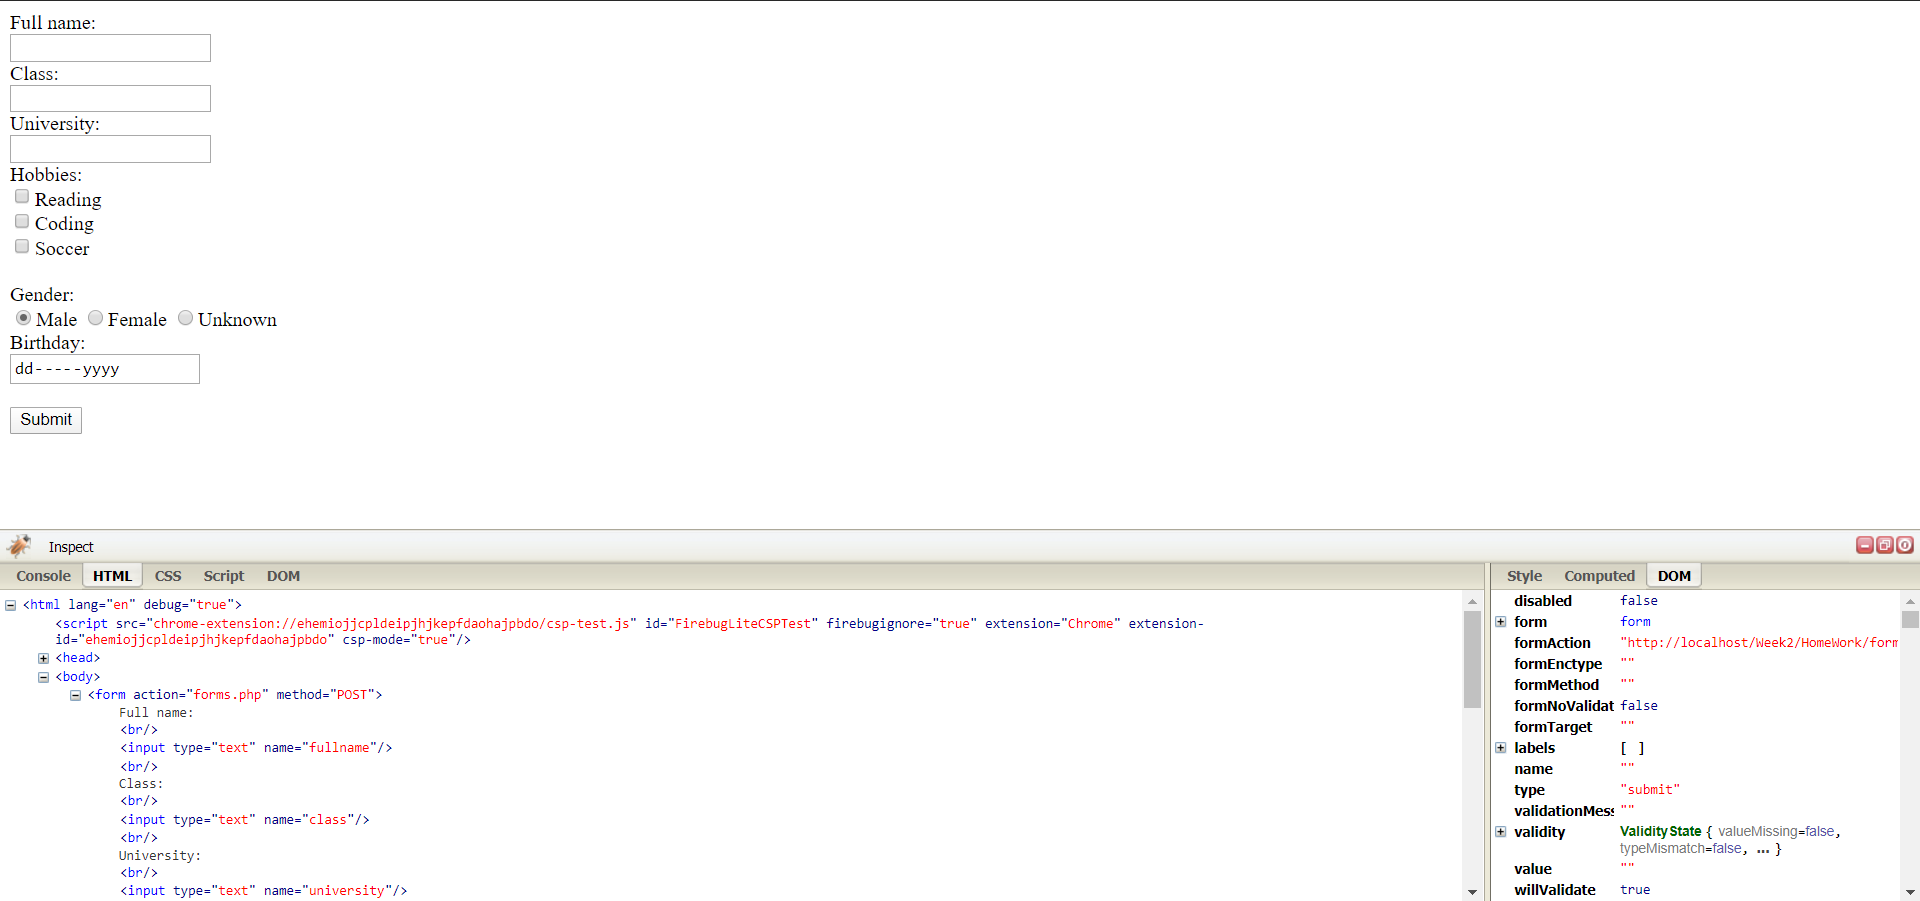 Full name:
Class:
University:
Hobbies:
Reading
Coding
Soccer
Gender:
Male Female Unknown
Birthday:
dd-----yyyy
Submit
Inspect
Console HTML CSS Script DOM
<html lang="en" debug="true">
<script src="chrome-extension://ehemiojjcpldeipjhjkepfdaohajpbdo/csp-test.js" id="FirebugLiteCSPTest" firebugignore="true" extension="Chrome" extension-
id="ehemiojjcpldeipjhjkepfdaohajpbdo" csp-mode="true"/>
<head>
<body>
<form action="forms.php" method="POST">
Full name:
<br/>
<input type="text" name="fullname"/>
<br/>
Class:
<br/>
<input type="text" name="class"/>
<br/>
University:
<br/>
<input type="text" name="university"/>
Style Computed DOM
disabled false
form form
formAction "http://localhost/Week2/HomeWork/form
formEnctype ""
formMethod ""
formNoValidat false
formTarget ""
labels [ ]
name ""
type "submit"
validationMess ""
validity ValidityState { valueMissing=false,
typeMismatch=false, ... }
value ""
willValidate true